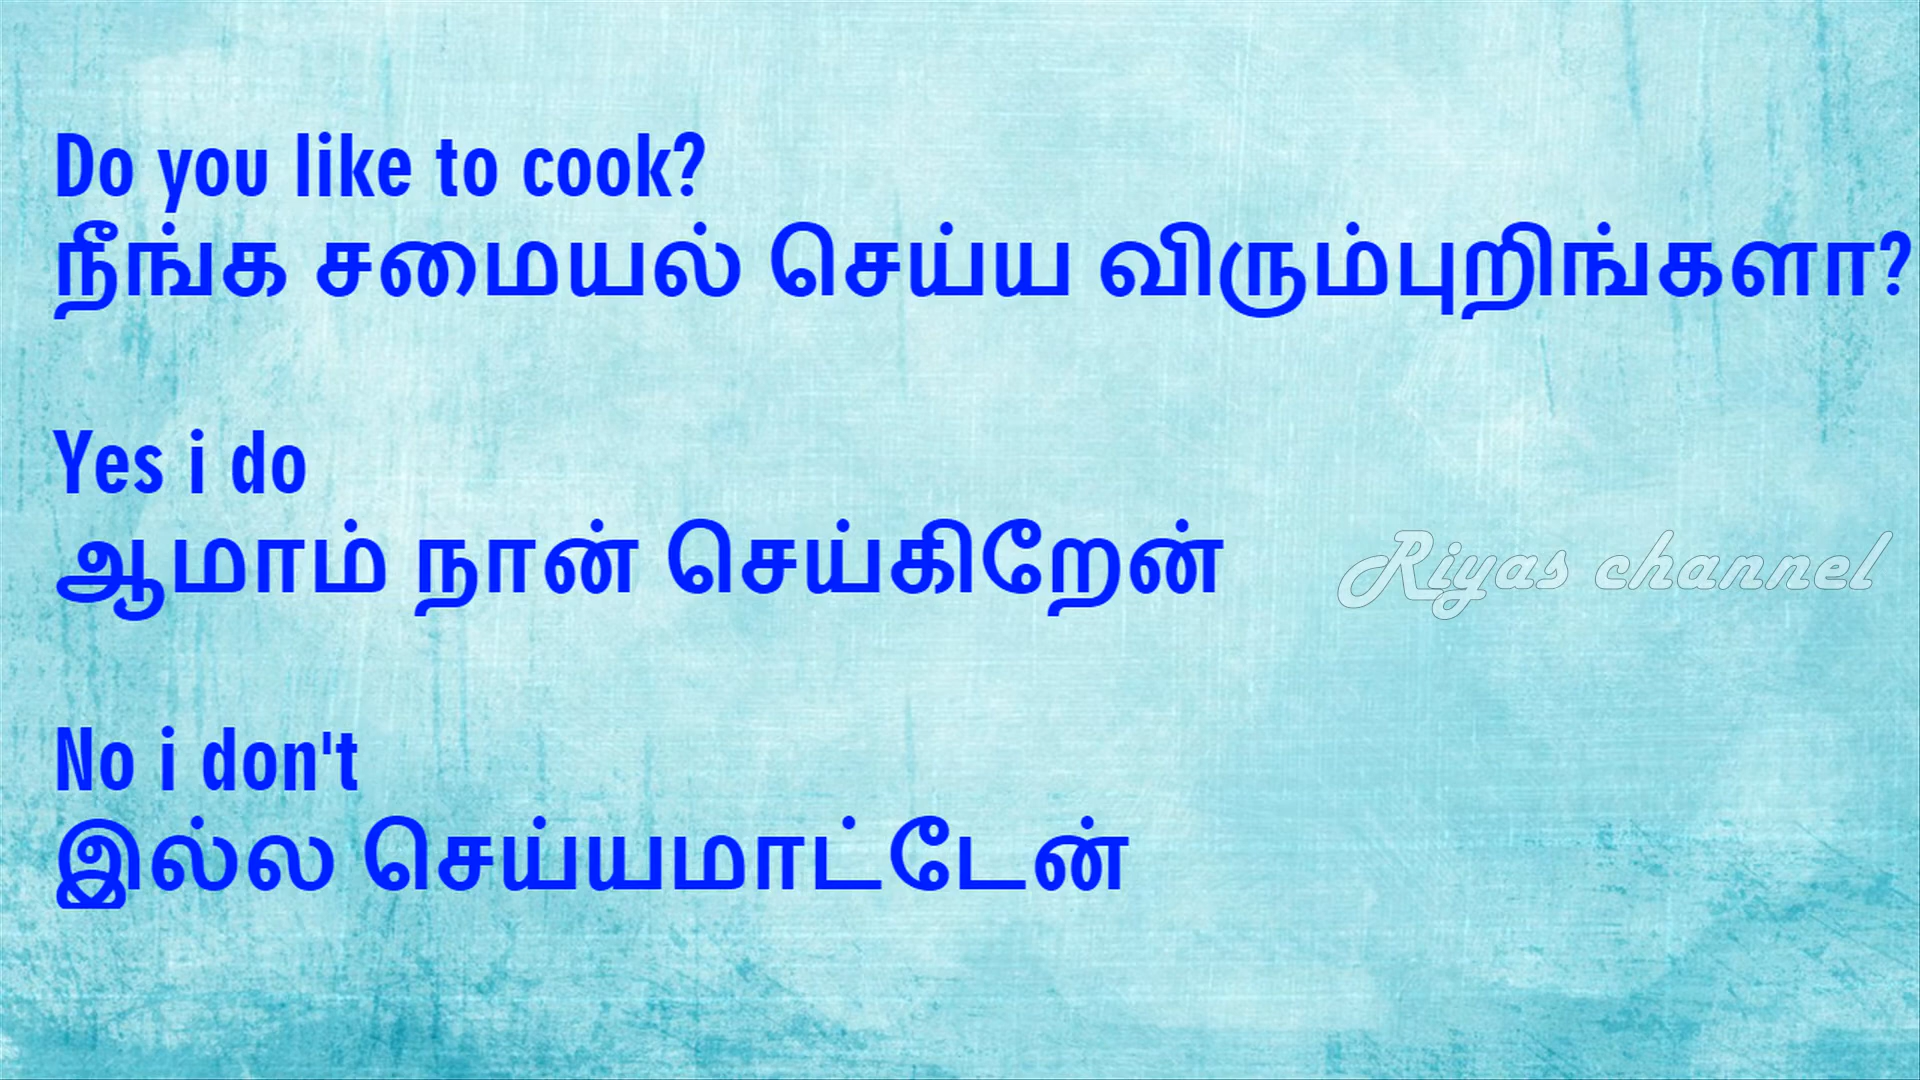 Do you like to cook?
நீங்க சமையல் செய்ய விரும்புறிங்களா?
Yes i do
ஆமாம் நான் செய்கிறேன்
Riyas channel
No i don't
இல்ல செய்யமாட்டேன்